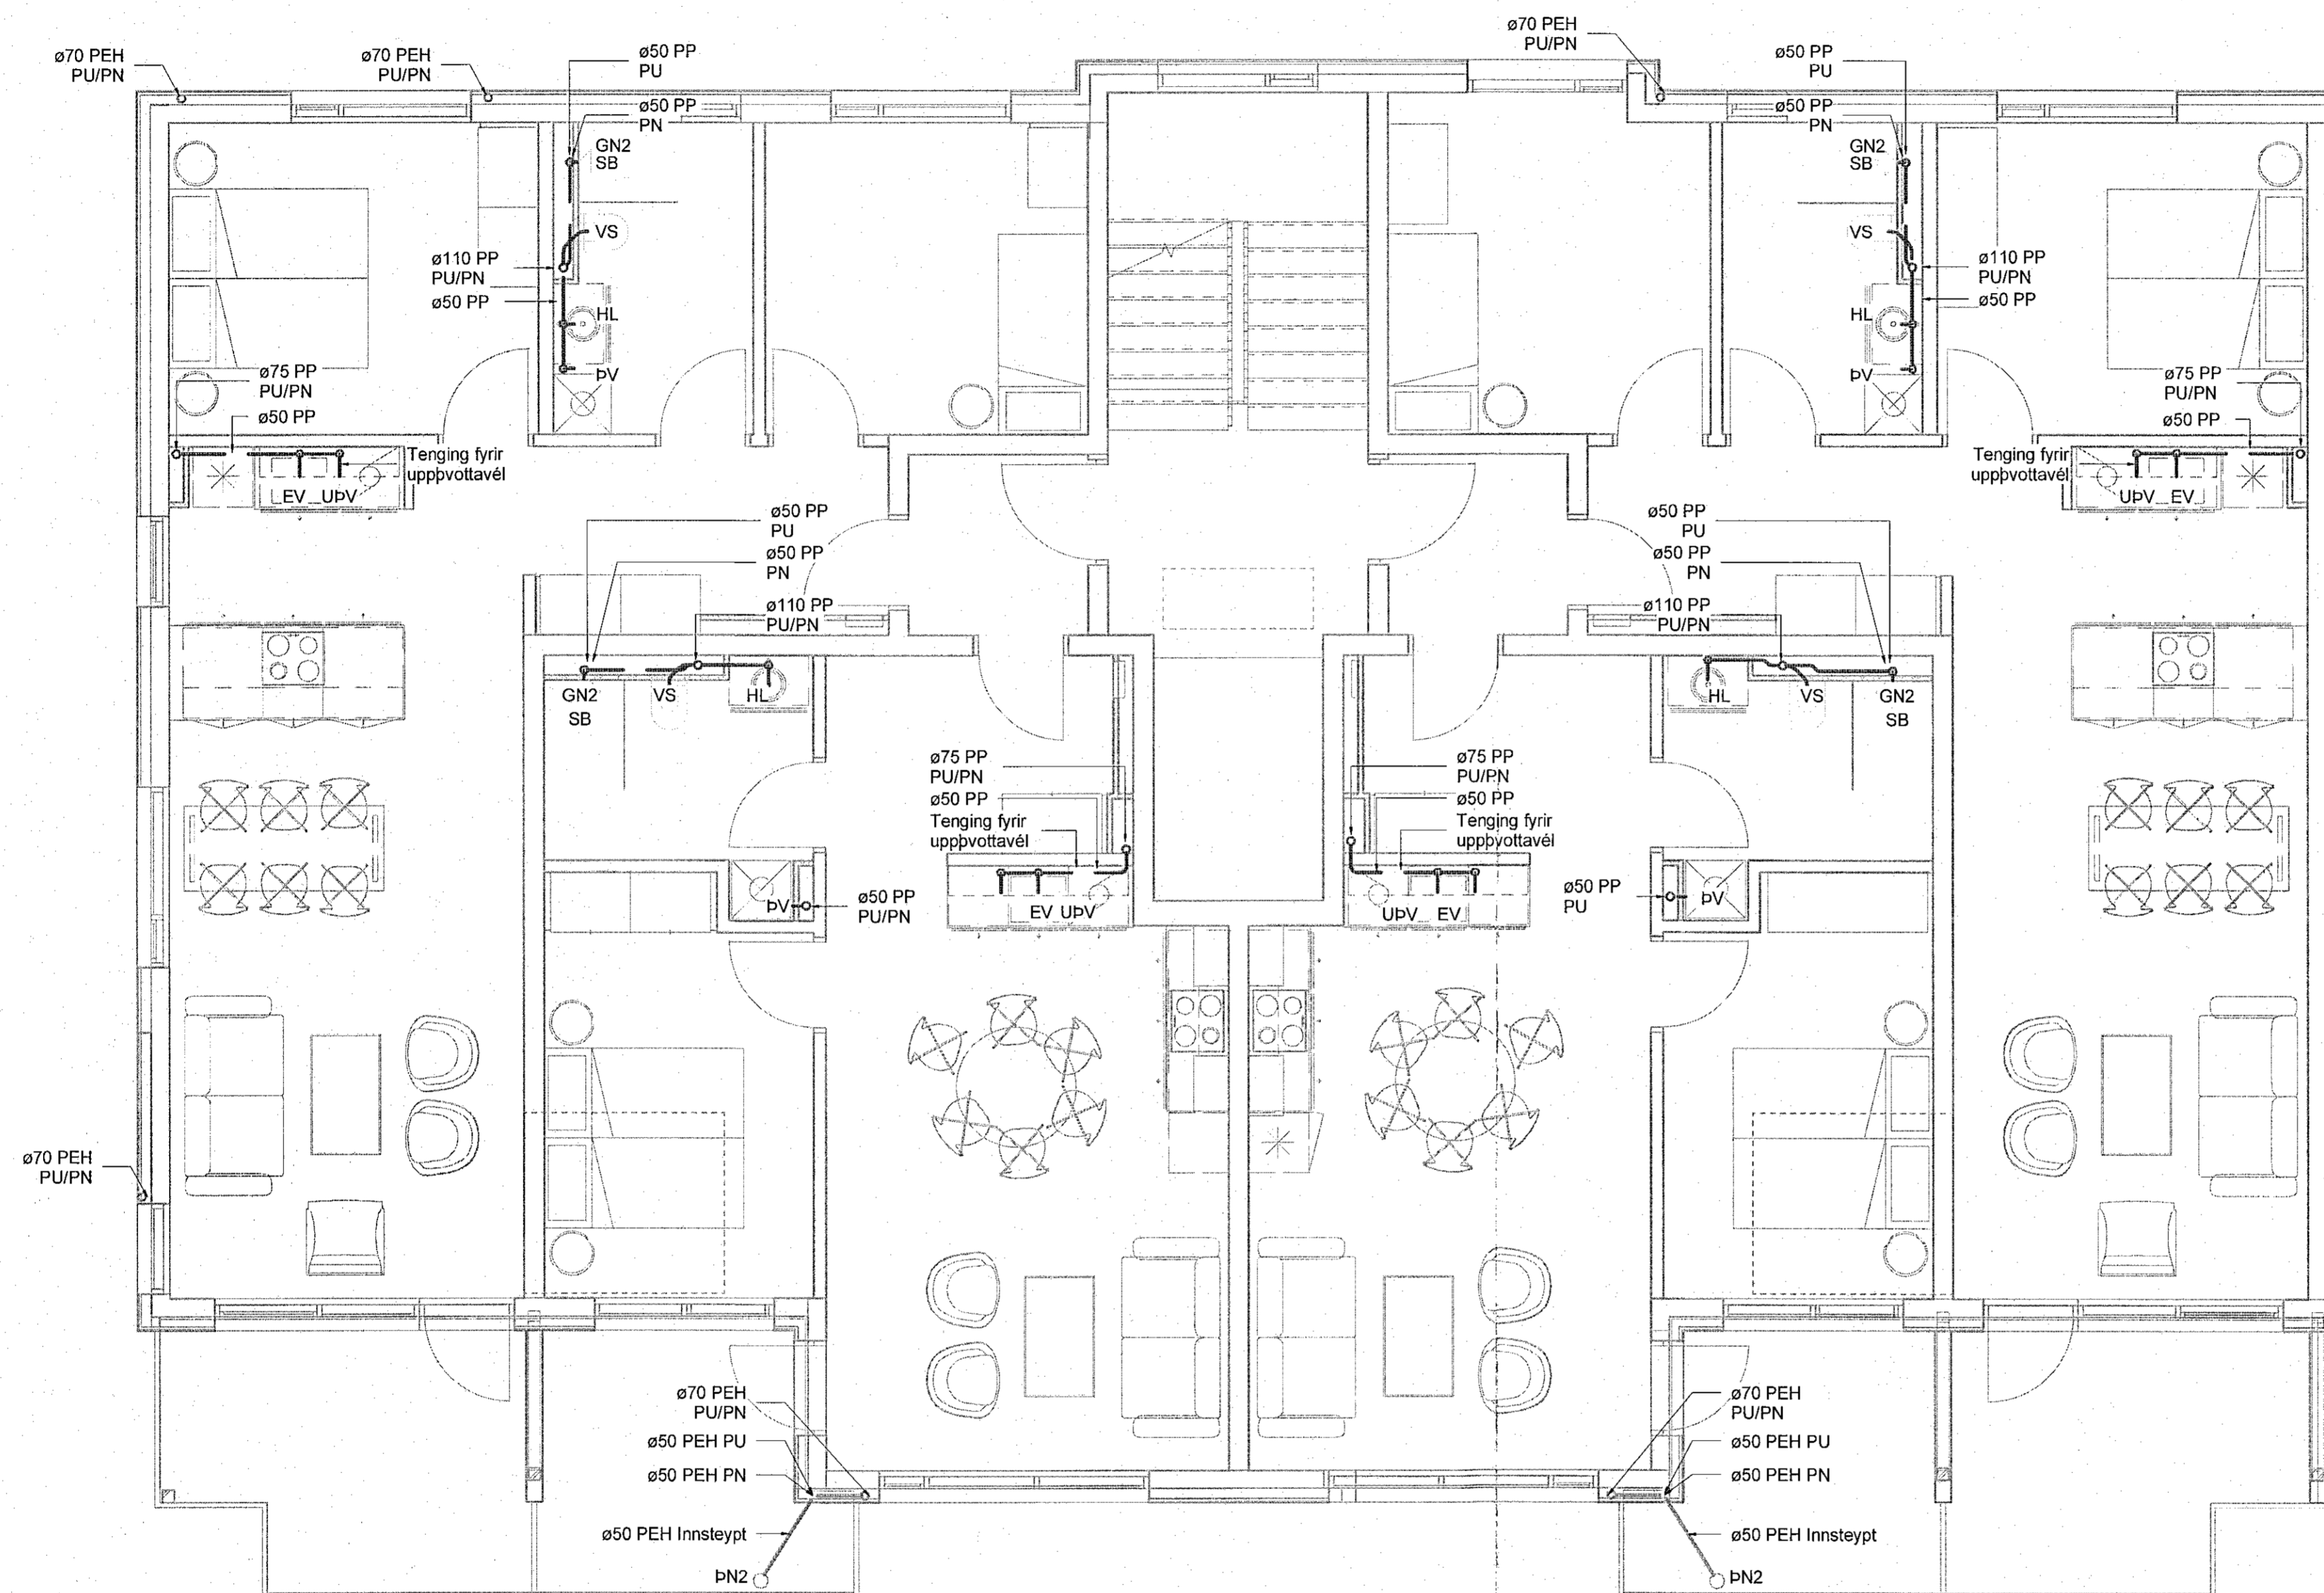 ø70 PEH
PU/PN
ø70 PEH
PU/PN
ø50 PP
PU
ø50 PP
PN
GN2
SB
VS
ø110 PP
PU/PN
ø50 PP
HL
ÞV
ø70 PEH
PU/PN
ø50 PP
PU
ø50 PP
PN
GN2
SB
VS
ø110 PP
PU/PN
ø50 PP
HL
ÞV
ø75 PP
PU/PN
ø50 PP
Tenging fyrir
uppþvottavél
EV UÞV
ø75 PP
PU/PN
ø50 PP
Tenging fyrir
uppþvottavél
UÞV EV
ø50 PP
PU
ø50 PP
PN
ø110 PP
PU/PN
GN2
SB
VS
HL
ø50 PP
PU
ø50 PP
PN
ø110 PP
PU/PN
HL
VS
GN2
SB
ø75 PP
PU/PN
ø50 PP
Tenging fyrir
uppþvottavél
EV UÞV
ø75 PP
PU/PN
ø50 PP
Tenging fyrir
uppþvottavél
UÞV EV
ÞV
ø50 PP
PU/PN
ø50 PP
PU
ÞV
ø70 PEH
PU/PN
ø70 PEH
PU/PN
ø50 PEH PU
ø50 PEH PN
ø50 PEH Innsteypt
ÞN2
ø70 PEH
PU/PN
ø50 PEH PU
ø50 PEH PN
ø50 PEH Innsteypt
ÞN2